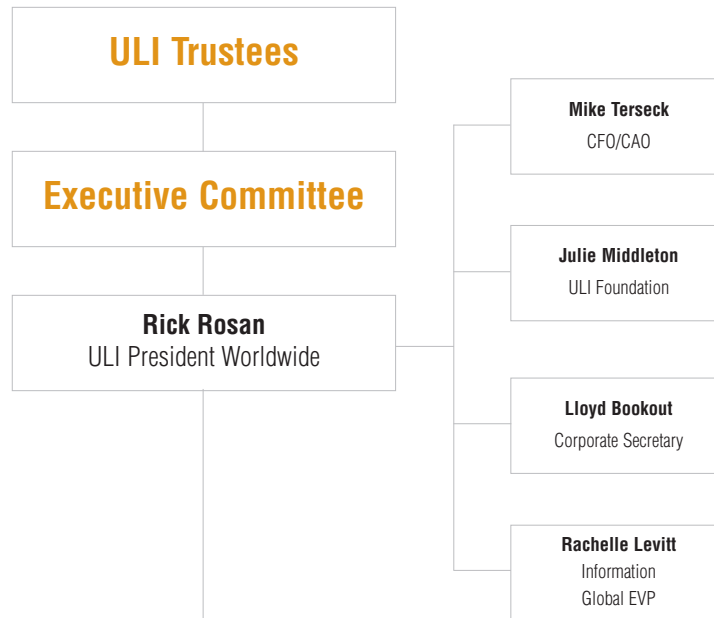 ULI Trustees
Executive Committee
Rick Rosan
ULI President Worldwide
Mike Terseck
CFO/CAO
Julie Middleton
ULI Foundation
Lloyd Bookout
Corporate Secretary
Rachelle Levitt
Information
Global EVP